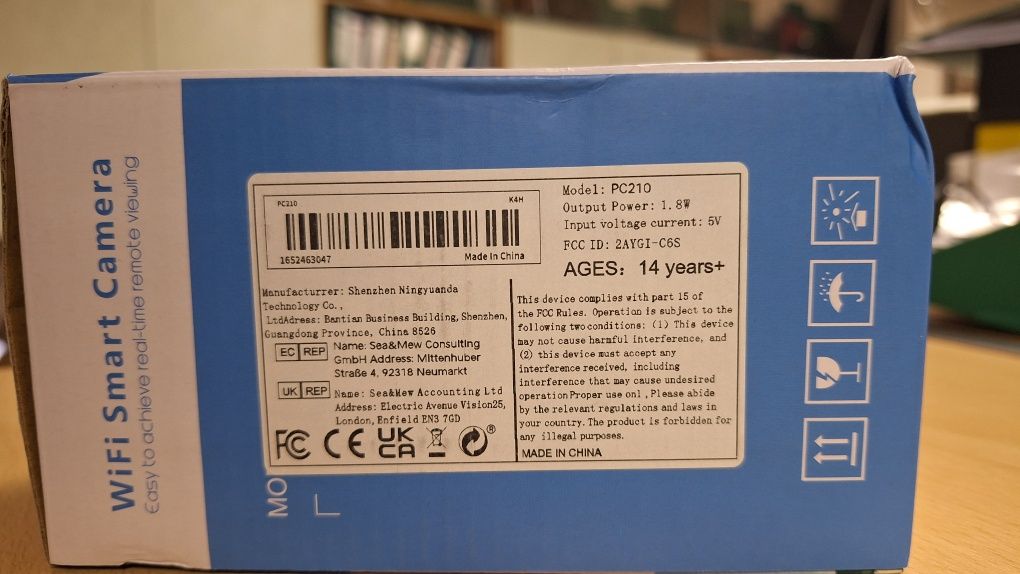 WiFi Smart Camera
Easy to achieve real-time remote viewing
PC210 K4H
1652463047 Made in China
Model: PC210
Output Power: 1.8W
Input voltage current: 5V
FCC ID: 2AYGI-C6S
AGES: 14 years+
Manufacturrer: Shenzhen Ningyuanda
Technology Co.,
LtdAdress: Bantian Business Building, Shenzhen,
Guangdong Province, China 8526
EC REP Name: Sea&Mew Consulting
GmbH Address: Mittenhuber
Straße 4, 92318 Neumarkt
UK REP Name: Sea&Mew Accounting Ltd
Address: Electric Avenue Vision25,
London, Enfield EN3 7GD
FC CE UK CA ®
This device complies with part 15 of
the FCC Rules. Operation is subject to the
following two conditions: (1) This device
may not cause harmful interference, and
(2) this device must accept any
interference received, including
interference that may cause undesired
operation Proper use onl , Please abide
by the relevant regulations and laws in
your country. The product is forbidden for
any illegal purposes.
MADE IN CHINA
MO